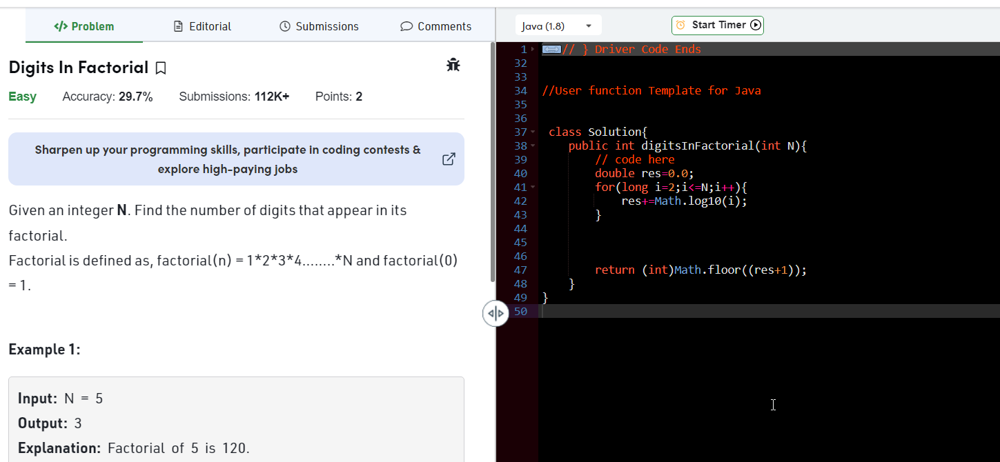 Problem Editorial Submissions Comments
Digits In Factorial
Easy Accuracy: 29.7% Submissions: 112K+ Points: 2
Sharpen up your programming skills, participate in coding contests &
explore high-paying jobs
Given an integer N. Find the number of digits that appear in its
factorial.
Factorial is defined as, factorial(n) = 1*2*3*4........*N and factorial(0)
= 1.
Example 1:
Input: N = 5
Output: 3
Explanation: Factorial of 5 is 120.
Java (1.8) Start Timer
1 // } Driver Code Ends
32
33
34 //User function Template for Java
35
36
37 class Solution{
38 public int digitsInFactorial(int N){
39 // code here
40 double res=0.0;
41 for(long i=2;i<=N;i++){
42 res+=Math.log10(i);
43 }
44
45
46
47 return (int)Math.floor((res+1));
48 }
49 }
50